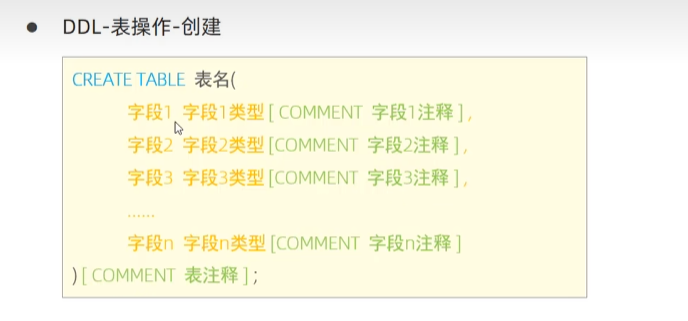 ● DDL-表操作-创建
CREATE TABLE 表名(
字段1 字段1类型[ COMMENT 字段1注释 ],
字段2 字段2类型[COMMENT 字段2注释 ],
字段3 字段3类型[COMMENT 字段3注释 ],
......
字段n 字段n类型[COMMENT 字段n注释 ]
)[ COMMENT 表注释 ] ;